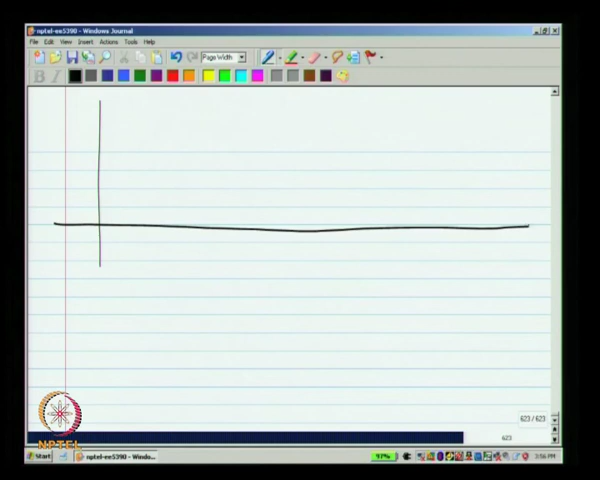 nptel-ee5390 - Windows Journal
File Edit View Insert Actions Tools Help
Page Width
B I
623 / 623
623
NPTEL
Start
nptel-ee5390 - Windo...
97%
3:56 PM